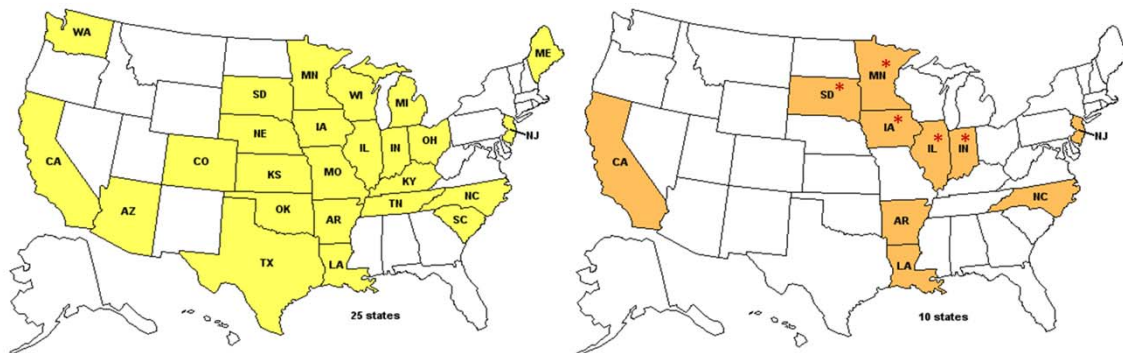 WA
ME
MN
SD
WI
MI
NE
IA
NJ
IL
IN
OH
CA
CO
KS
MO
KY
NC
TN
AZ
OK
AR
SC
TX
LA
25 states
MN *
SD *
IA *
IL *
IN *
NJ
CA
NC
AR
LA
10 states